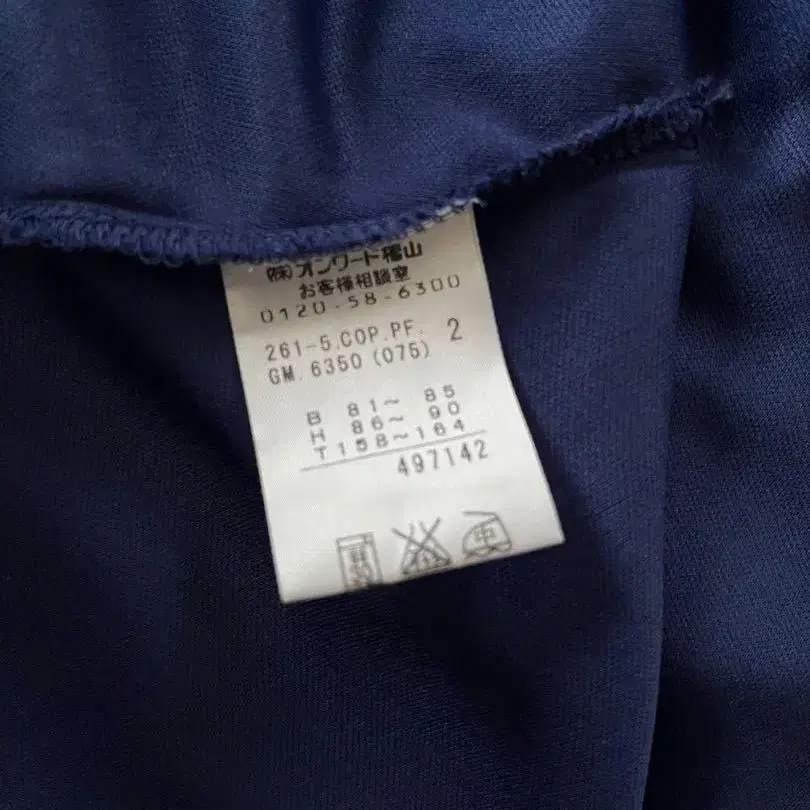 (株)オンワード樫山
お客様相談室
0120-58-6300
261-5.COP.PF. 2
GM.6350(075)
B 81~ 85
H 86~ 90
T158~164
497142
中